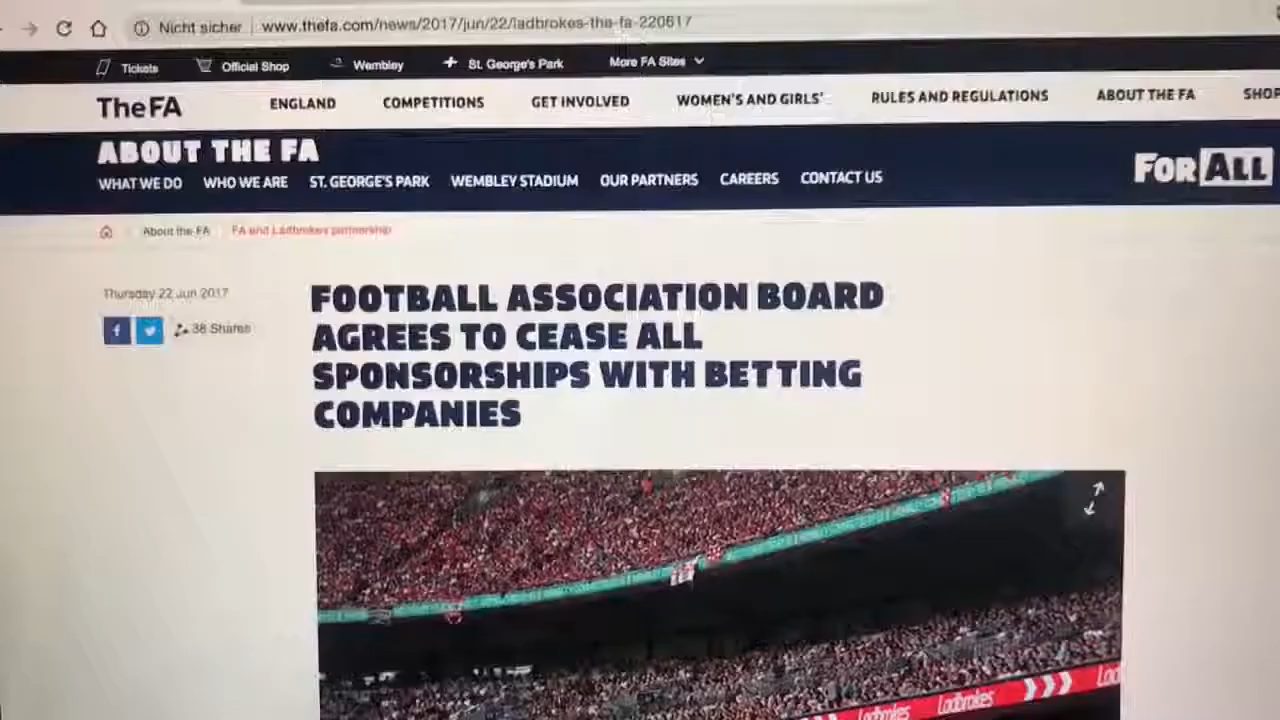 Nicht sicher www.thefa.com/news/2017/jun/22/ladbrokes-the-fa-220617
Tickets Official Shop Wembley St. George's Park More FA Sites
TheFA ENGLAND COMPETITIONS GET INVOLVED WOMEN'S AND GIRLS' RULES AND REGULATIONS ABOUT THE FA SHOP
ABOUT THE FA
FOR ALL
WHAT WE DO WHO WE ARE ST. GEORGE'S PARK WEMBLEY STADIUM OUR PARTNERS CAREERS CONTACT US
About the FA FA and Ladbrokes partnership
Thursday 22 Jun 2017
38 Shares
FOOTBALL ASSOCIATION BOARD
AGREES TO CEASE ALL
SPONSORSHIPS WITH BETTING
COMPANIES
Ladbrokes Ladbrokes Lad